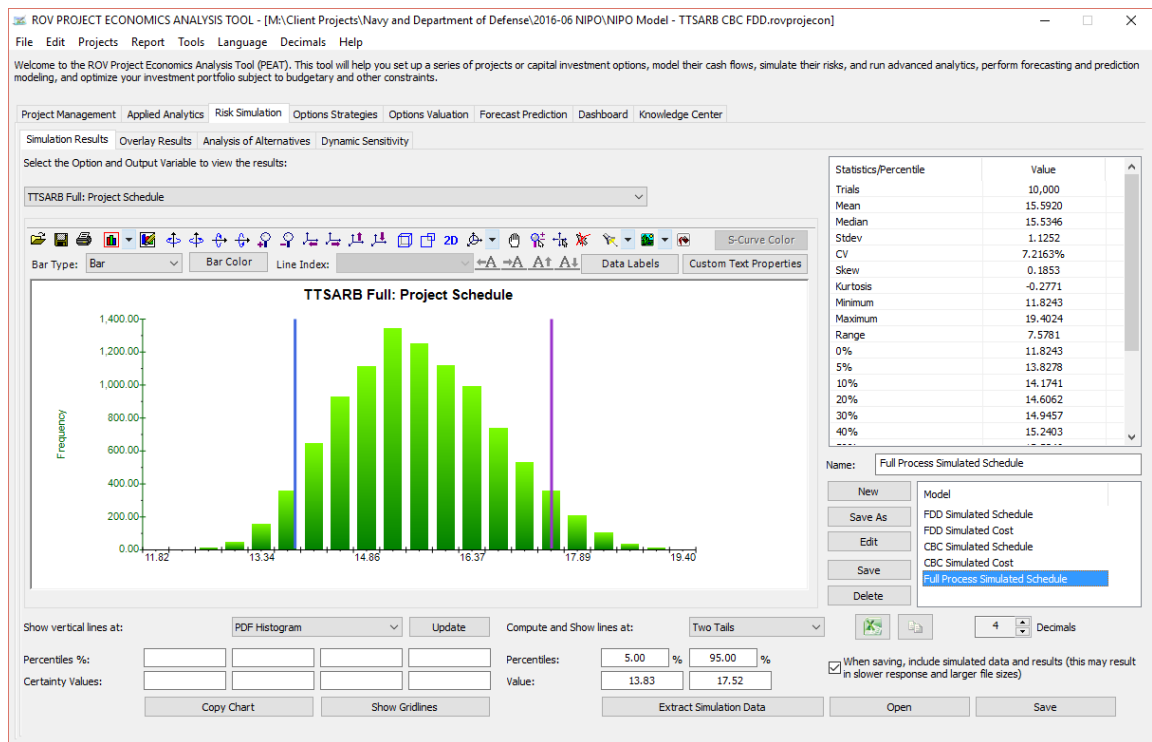 ROV PROJECT ECONOMICS ANALYSIS TOOL - [M:\Client Projects\Navy and Department of Defense\2016-06 NIPO\NIPO Model - TTSARB CBC FDD.rovprojecon]
File Edit Projects Report Tools Language Decimals Help
Welcome to the ROV Project Economics Analysis Tool (PEAT). This tool will help you set up a series of projects or capital investment options, model their cash flows, simulate their risks, and run advanced analytics, perform forecasting and prediction
modeling, and optimize your investment portfolio subject to budgetary and other constraints.
Project Management Applied Analytics Risk Simulation Options Strategies Options Valuation Forecast Prediction Dashboard Knowledge Center
Simulation Results Overlay Results Analysis of Alternatives Dynamic Sensitivity
Select the Option and Output Variable to view the results:
TTSARB Full: Project Schedule
2D S-Curve Color
Bar Type: Bar Bar Color Line Index: A A A A Data Labels Custom Text Properties
TTSARB Full: Project Schedule
Frequency
1,400.00
1,200.00
1,000.00
800.00
600.00
400.00
200.00
0.00
11.82 13.34 14.86 16.37 17.89 19.40
Statistics/Percentile Value
Trials 10,000
Mean 15.5920
Median 15.5346
Stdev 1.1252
CV 7.2163%
Skew 0.1853
Kurtosis -0.2771
Minimum 11.8243
Maximum 19.4024
Range 7.5781
0% 11.8243
5% 13.8278
10% 14.1741
20% 14.6062
30% 14.9457
40% 15.2403
Name: Full Process Simulated Schedule
New
Save As
Edit
Save
Delete
Model
FDD Simulated Schedule
FDD Simulated Cost
CBC Simulated Schedule
CBC Simulated Cost
Full Process Simulated Schedule
Show vertical lines at: PDF Histogram Update Compute and Show lines at: Two Tails 4 Decimals
Percentiles %: Percentiles: 5.00 % 95.00 %
Certainty Values: Value: 13.83 17.52
When saving, include simulated data and results (this may result
in slower response and larger file sizes)
Copy Chart Show Gridlines Extract Simulation Data Open Save